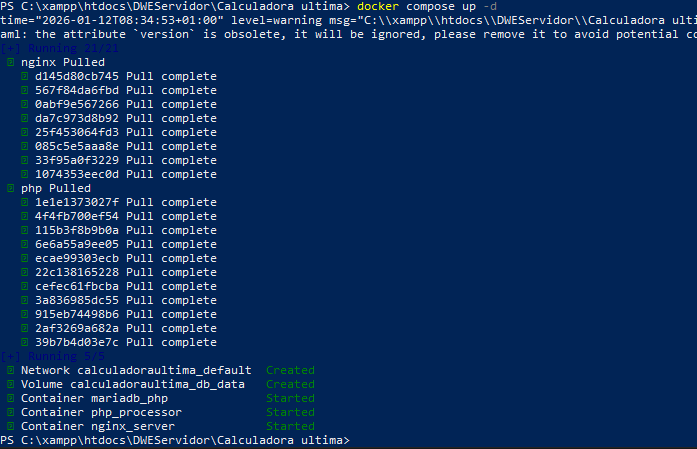 PS C:\xampp\htdocs\DWEServidor\Calculadora ultima> docker compose up -d
time="2026-01-12T08:34:53+01:00" level=warning msg="C:\\xampp\\htdocs\\DWEServidor\\Calculadora ultima
aml: the attribute `version` is obsolete, it will be ignored, please remove it to avoid potential co
[+] Running 21/21
nginx Pulled
d145d80cb745 Pull complete
567f84da6fbd Pull complete
0abf9e567266 Pull complete
da7c973d8b92 Pull complete
25f453064fd3 Pull complete
085c5e5aaa8e Pull complete
33f95a0f3229 Pull complete
1074353eec0d Pull complete
php Pulled
1e1e1373027f Pull complete
4f4fb700ef54 Pull complete
115b3f8b9b0a Pull complete
6e6a55a9ee05 Pull complete
ecae99303ecb Pull complete
22c138165228 Pull complete
cefec61fbcba Pull complete
3a836985dc55 Pull complete
915eb74498b6 Pull complete
2af3269a682a Pull complete
39b7b4d03e7c Pull complete
[+] Running 5/5
Network calculadoraultima_default Created
Volume calculadoraultima_db_data Created
Container mariadb_php Started
Container php_processor Started
Container nginx_server Started
PS C:\xampp\htdocs\DWEServidor\Calculadora ultima>